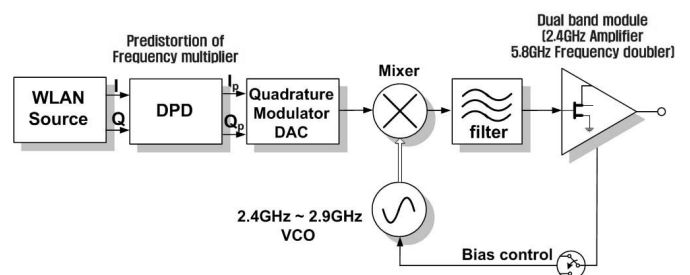 Dual band module
(2.4GHz Amplifier
5.8GHz Frequency doubler)
Predistortion of
Frequency multiplier
Mixer
WLAN
Source
I
Q
DPD
Ip
Qp
Quadrature
Modulator
DAC
filter
2.4GHz ~ 2.9GHz
VCO
Bias control